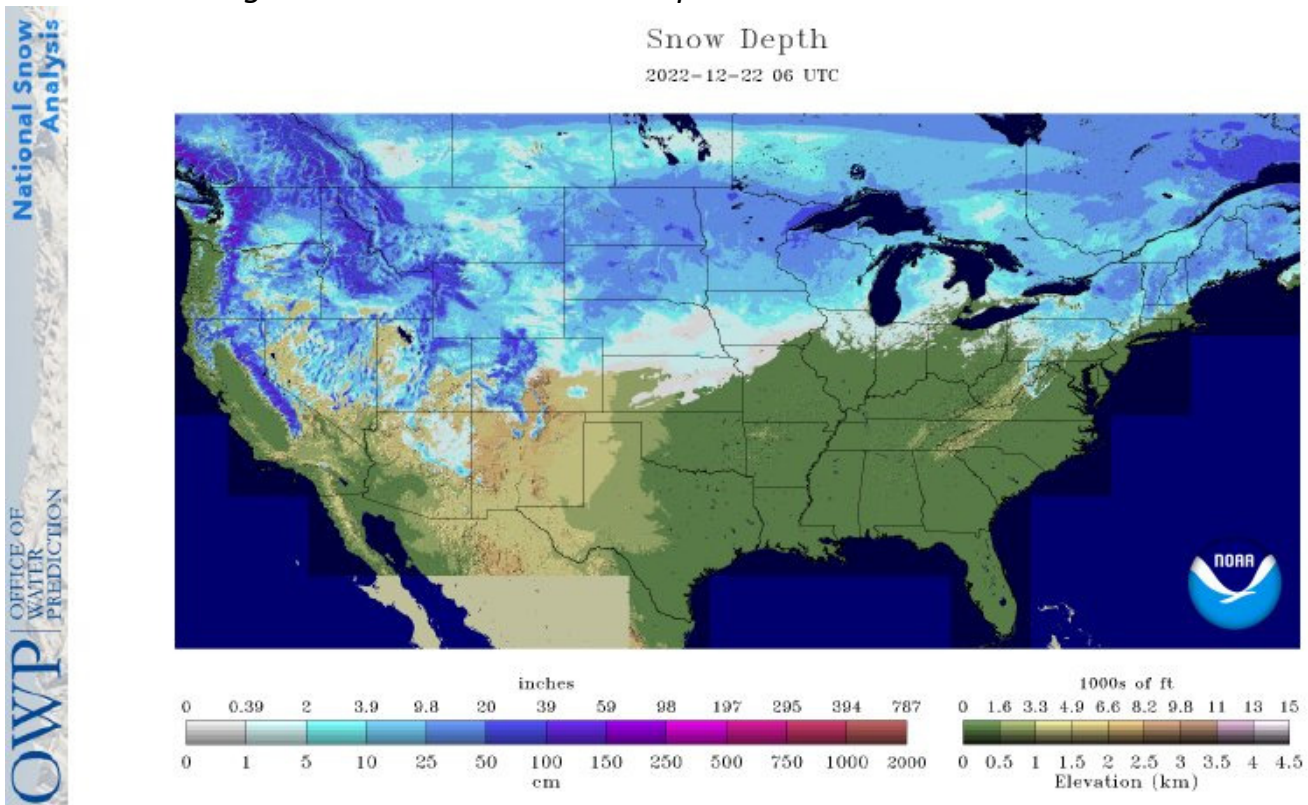 National Snow
Analysis
OWP
OFFICE OF
WATER
PREDICTION
Snow Depth
2022-12-22 06 UTC
NOAA
inches
0 0.39 2 3.9 9.8 20 39 59 98 197 295 394 787
0 1 5 10 25 50 100 150 250 500 750 1000 2000
cm
1000s of ft
0 1.6 3.3 4.9 6.6 8.2 9.8 11 13 15
0 0.5 1 1.5 2 2.5 3 3.5 4 4.5
Elevation (km)